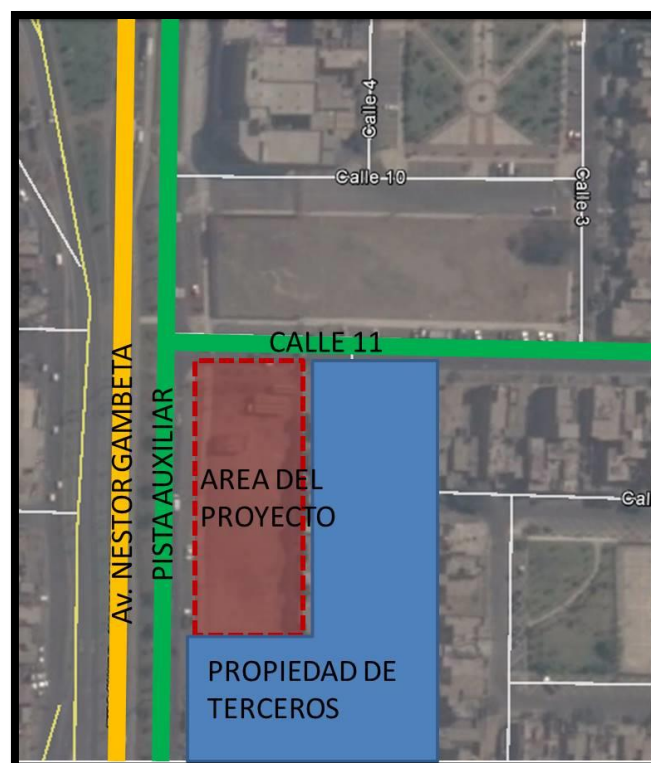 Calle 4
Calle 10
Calle 3
CALLE 11
Av. NESTOR GAMBETA
PISTA AUXILIAR
AREA DEL
PROYECTO
Cal
PROPIEDAD DE
TERCEROS